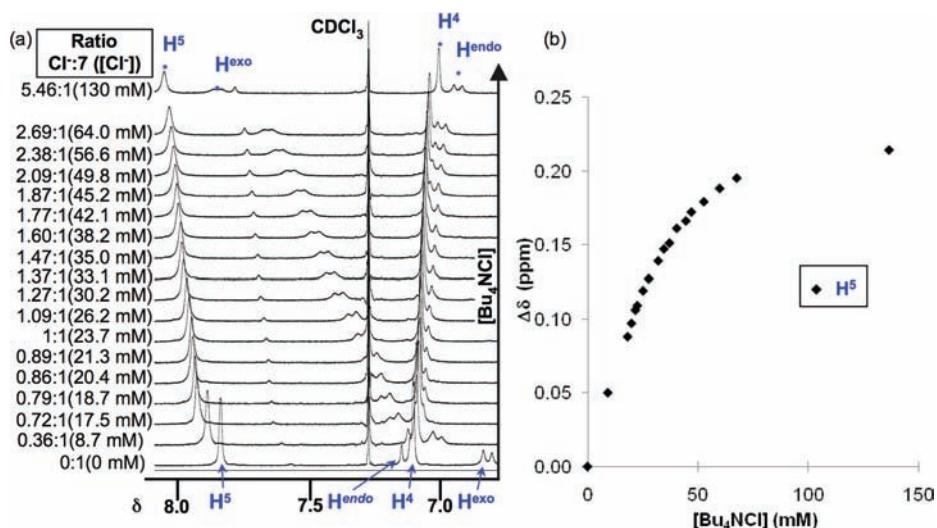 (a)
Ratio
Cl⁻:7 ([Cl⁻])
H⁵
Hᵉˣᵒ
CDCl₃
H⁴
Hᵉⁿᵈᵒ
5.46:1(130 mM)
2.69:1(64.0 mM)
2.38:1(56.6 mM)
2.09:1(49.8 mM)
1.87:1(45.2 mM)
1.77:1(42.1 mM)
1.60:1(38.2 mM)
1.47:1(35.0 mM)
1.37:1(33.1 mM)
1.27:1(30.2 mM)
1.09:1(26.2 mM)
1:1(23.7 mM)
0.89:1(21.3 mM)
0.86:1(20.4 mM)
0.79:1(18.7 mM)
0.72:1(17.5 mM)
0.36:1(8.7 mM)
0:1(0 mM)
[Bu₄NCl]
δ 8.0 7.5 7.0
H⁵ Hᵉⁿᵈᵒ H⁴ Hᵉˣᵒ
(b)
0.25
0.20
0.15
0.10
0.05
0.00
Δδ (ppm)
H⁵
0 50 100 150
[Bu₄NCl] (mM)